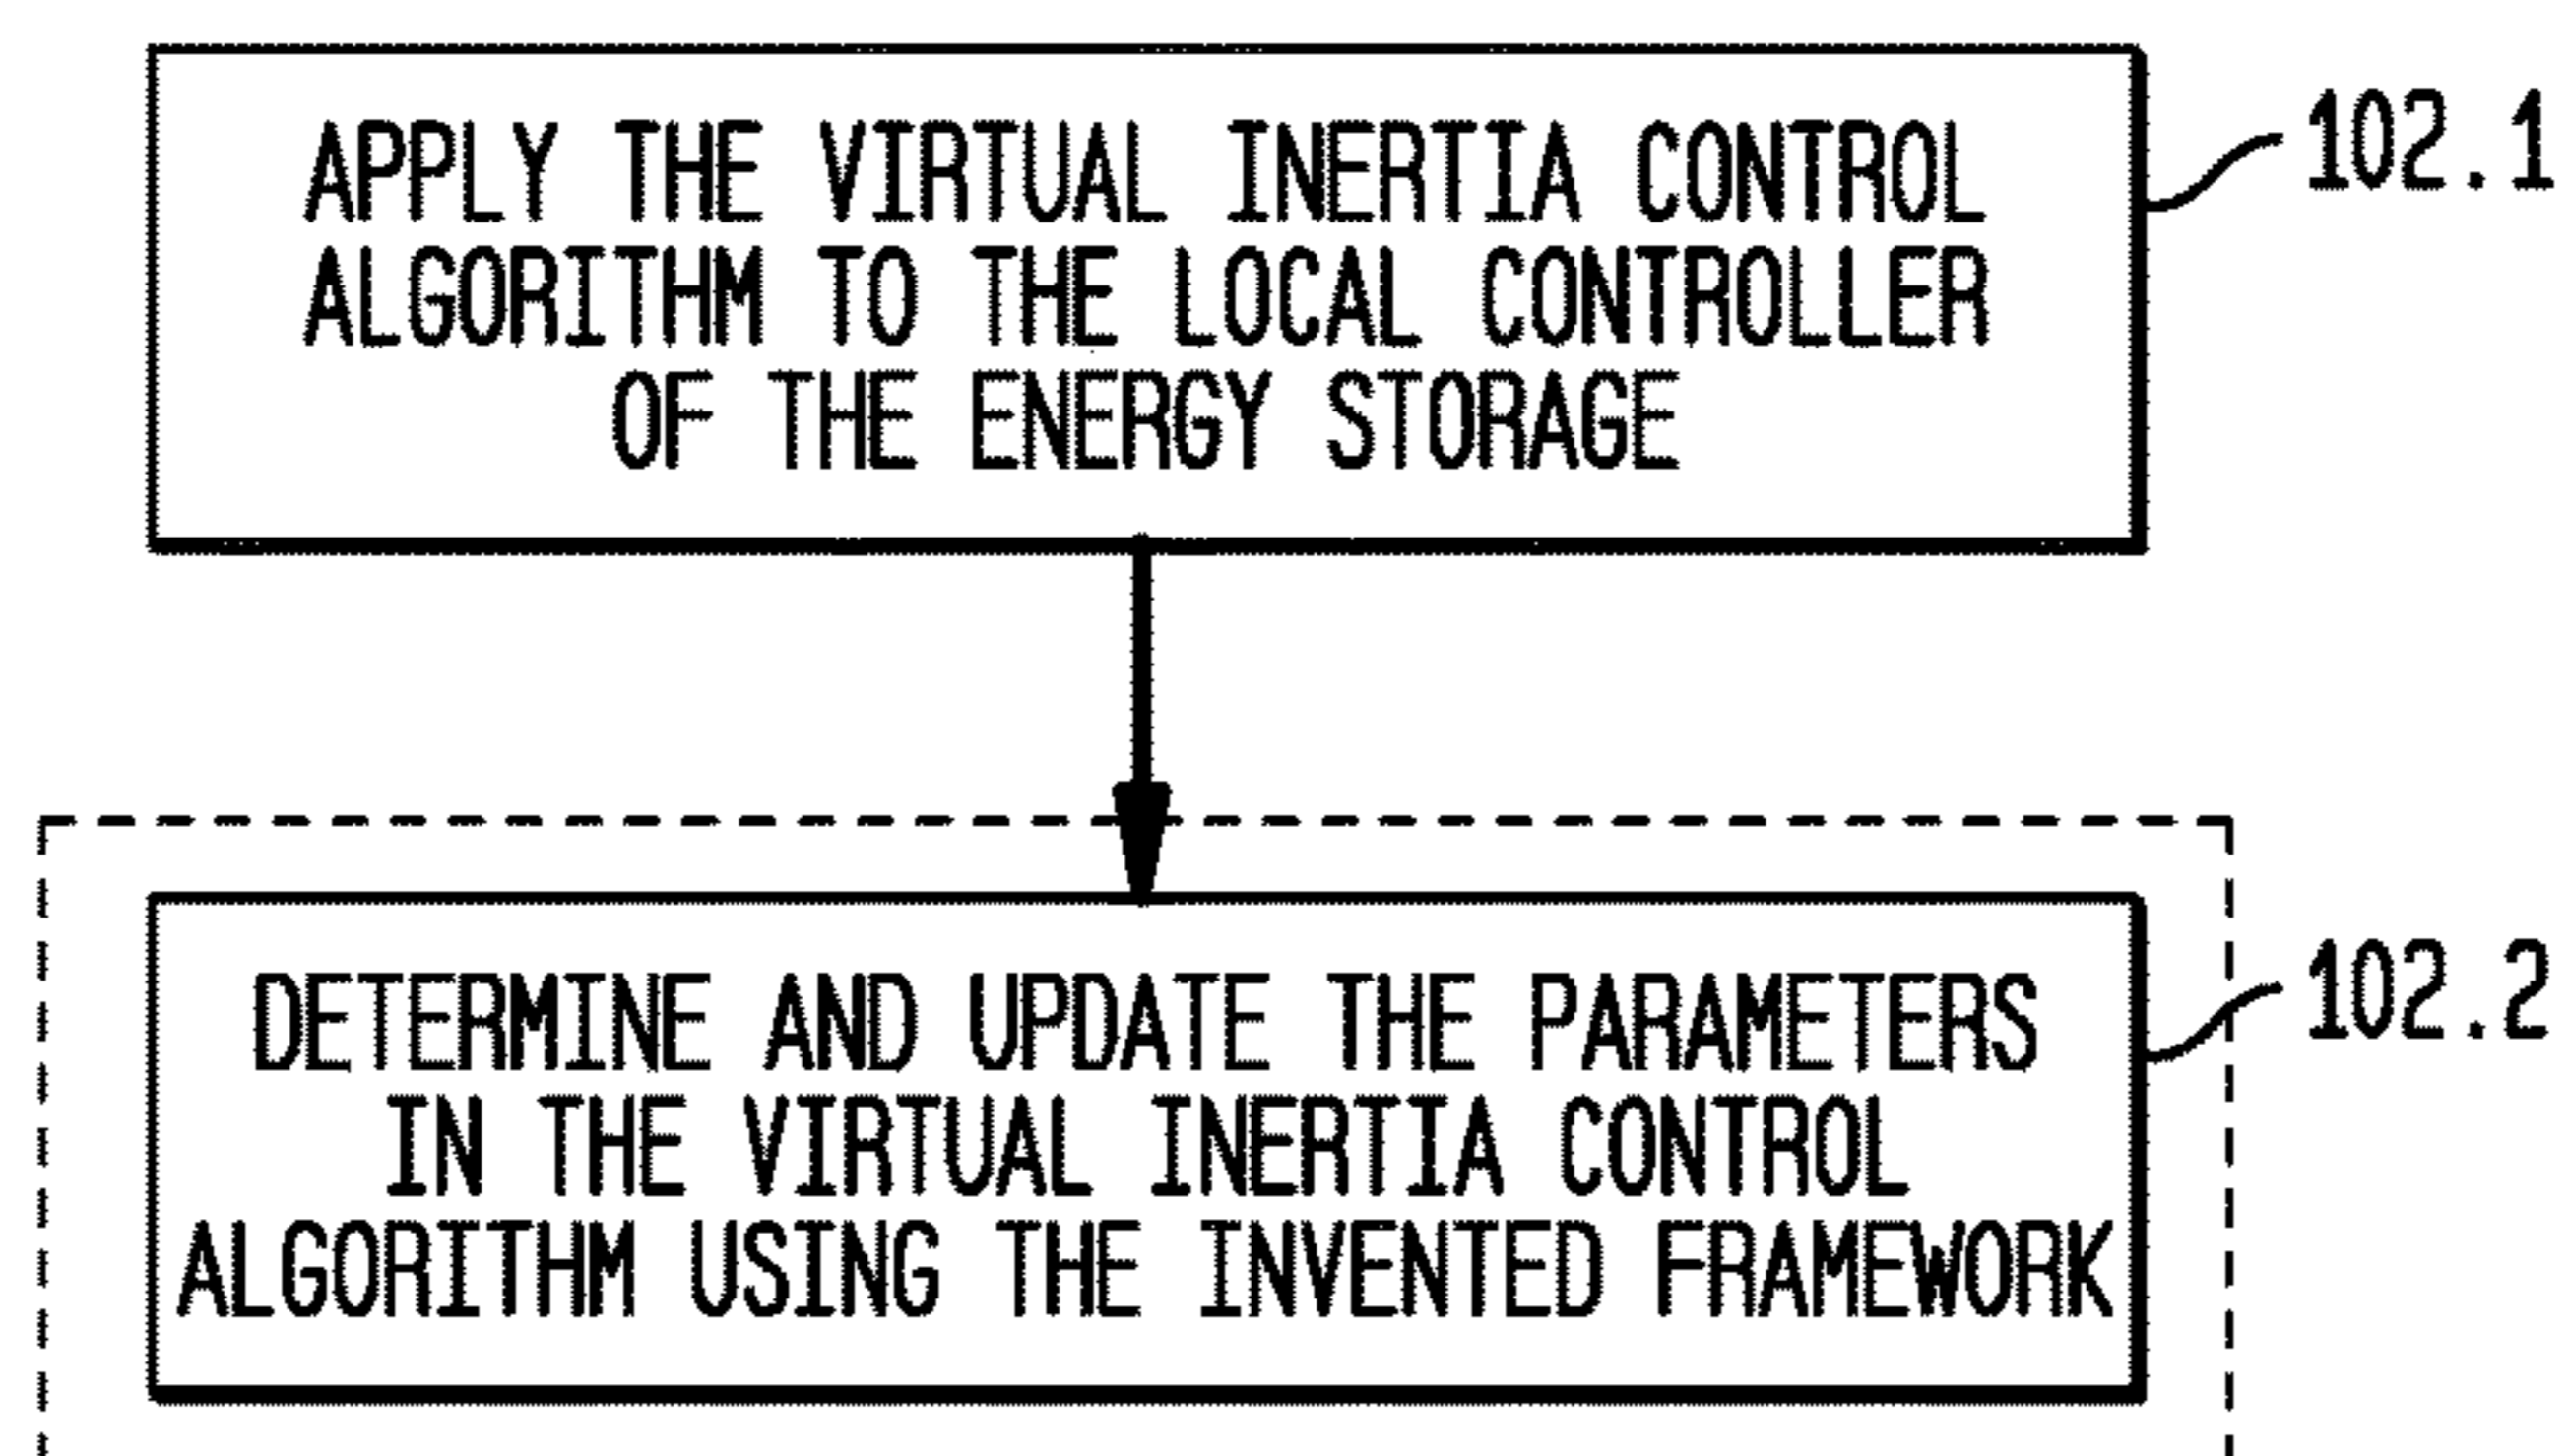 APPLY THE VIRTUAL INERTIA CONTROL
ALGORITHM TO THE LOCAL CONTROLLER
OF THE ENERGY STORAGE
102.1
DETERMINE AND UPDATE THE PARAMETERS
IN THE VIRTUAL INERTIA CONTROL
ALGORITHM USING THE INVENTED FRAMEWORK
102.2